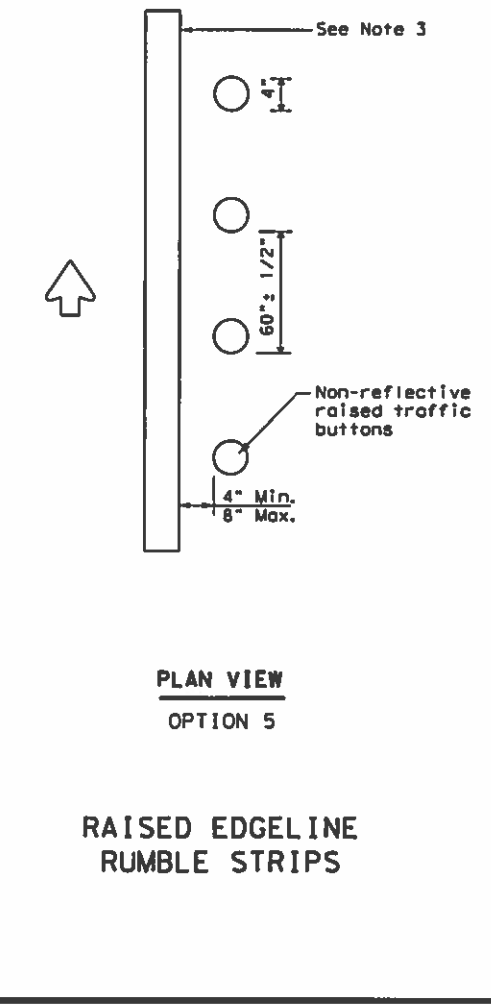 See Note 3
4"
60"± 1/2"
Non-reflective
raised traffic
buttons
4" Min.
8" Max.
PLAN VIEW
OPTION 5
RAISED EDGELINE
RUMBLE STRIPS